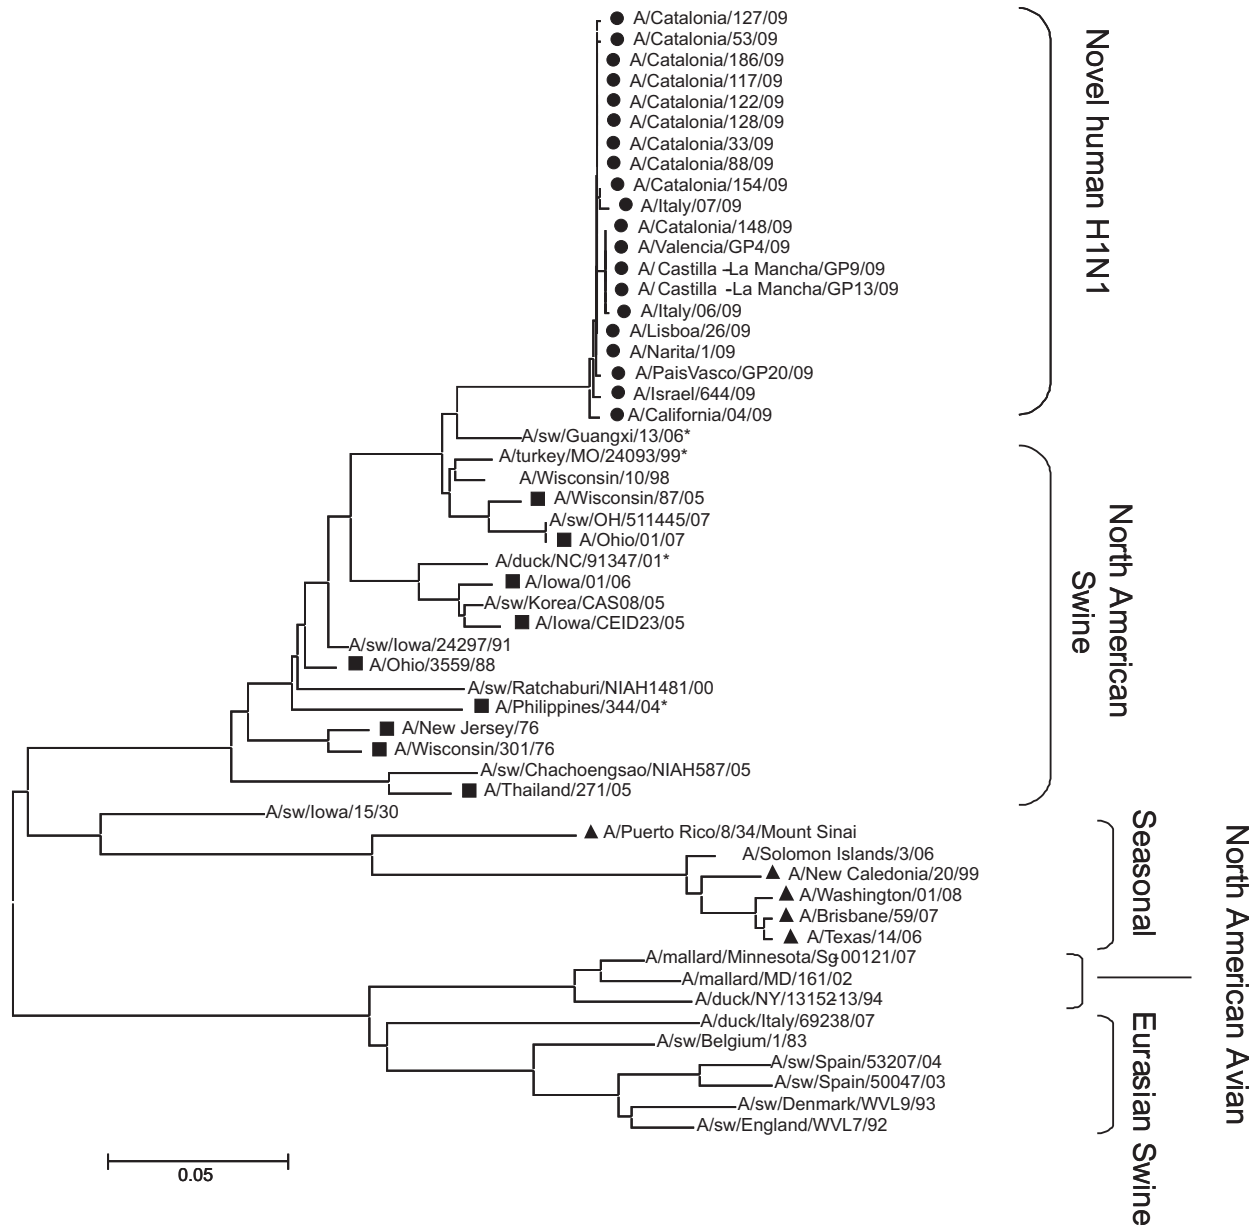 A/Catalonia/127/09
A/Catalonia/53/09
A/Catalonia/186/09
A/Catalonia/117/09
A/Catalonia/122/09
A/Catalonia/128/09
A/Catalonia/33/09
A/Catalonia/88/09
A/Catalonia/154/09
A/Italy/07/09
A/Catalonia/148/09
A/Valencia/GP4/09
A/ Castilla -La Mancha/GP9/09
A/ Castilla -La Mancha/GP13/09
A/Italy/06/09
A/Lisboa/26/09
A/Narita/1/09
A/PaisVasco/GP20/09
A/Israel/644/09
A/California/04/09
Novel human H1N1
A/sw/Guangxi/13/06*
A/turkey/MO/24093/99*
A/Wisconsin/10/98
A/Wisconsin/87/05
A/sw/OH/511445/07
A/Ohio/01/07
A/duck/NC/91347/01*
A/Iowa/01/06
A/sw/Korea/CAS08/05
A/Iowa/CEID23/05
A/sw/Iowa/24297/91
A/Ohio/3559/88
A/sw/Ratchaburi/NIAH1481/00
A/Philippines/344/04*
A/New Jersey/76
A/Wisconsin/301/76
A/sw/Chachoengsao/NIAH587/05
A/Thailand/271/05
North American
Swine
A/sw/Iowa/15/30
A/Puerto Rico/8/34/Mount Sinai
A/Solomon Islands/3/06
A/New Caledonia/20/99
A/Washington/01/08
A/Brisbane/59/07
A/Texas/14/06
Seasonal
A/mallard/Minnesota/Sg-00121/07
A/mallard/MD/161/02
A/duck/NY/13152-13/94
North American Avian
A/duck/Italy/69238/07
A/sw/Belgium/1/83
A/sw/Spain/53207/04
A/sw/Spain/50047/03
A/sw/Denmark/WVL9/93
A/sw/England/WVL7/92
Eurasian Swine
0.05